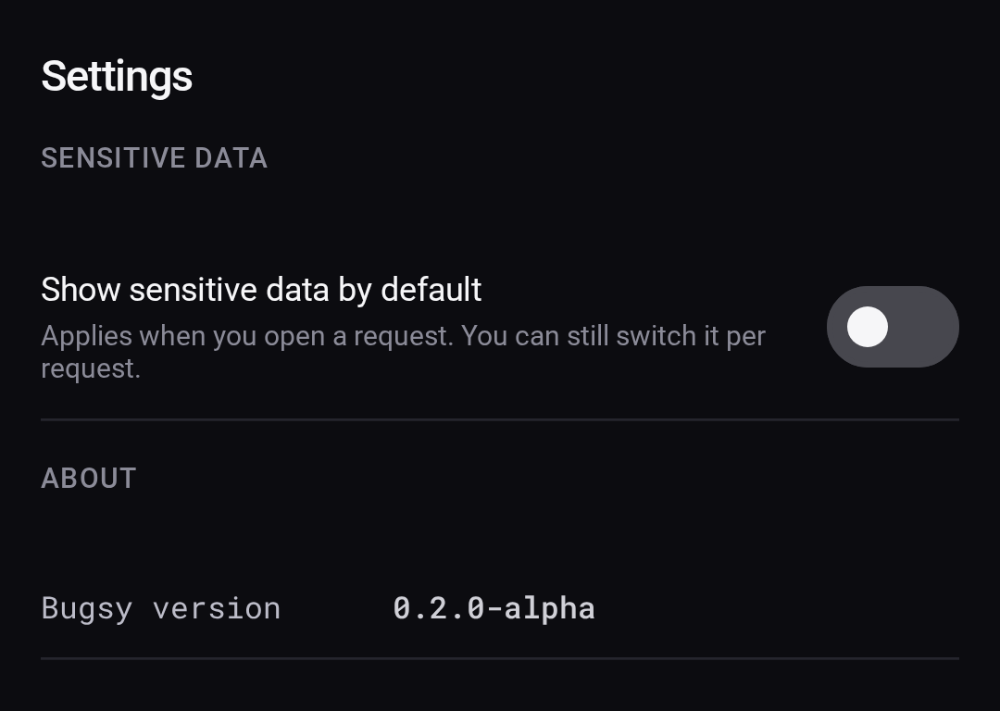 Settings
SENSITIVE DATA
Show sensitive data by default
Applies when you open a request. You can still switch it per
request.
ABOUT
Bugsy version 0.2.0-alpha